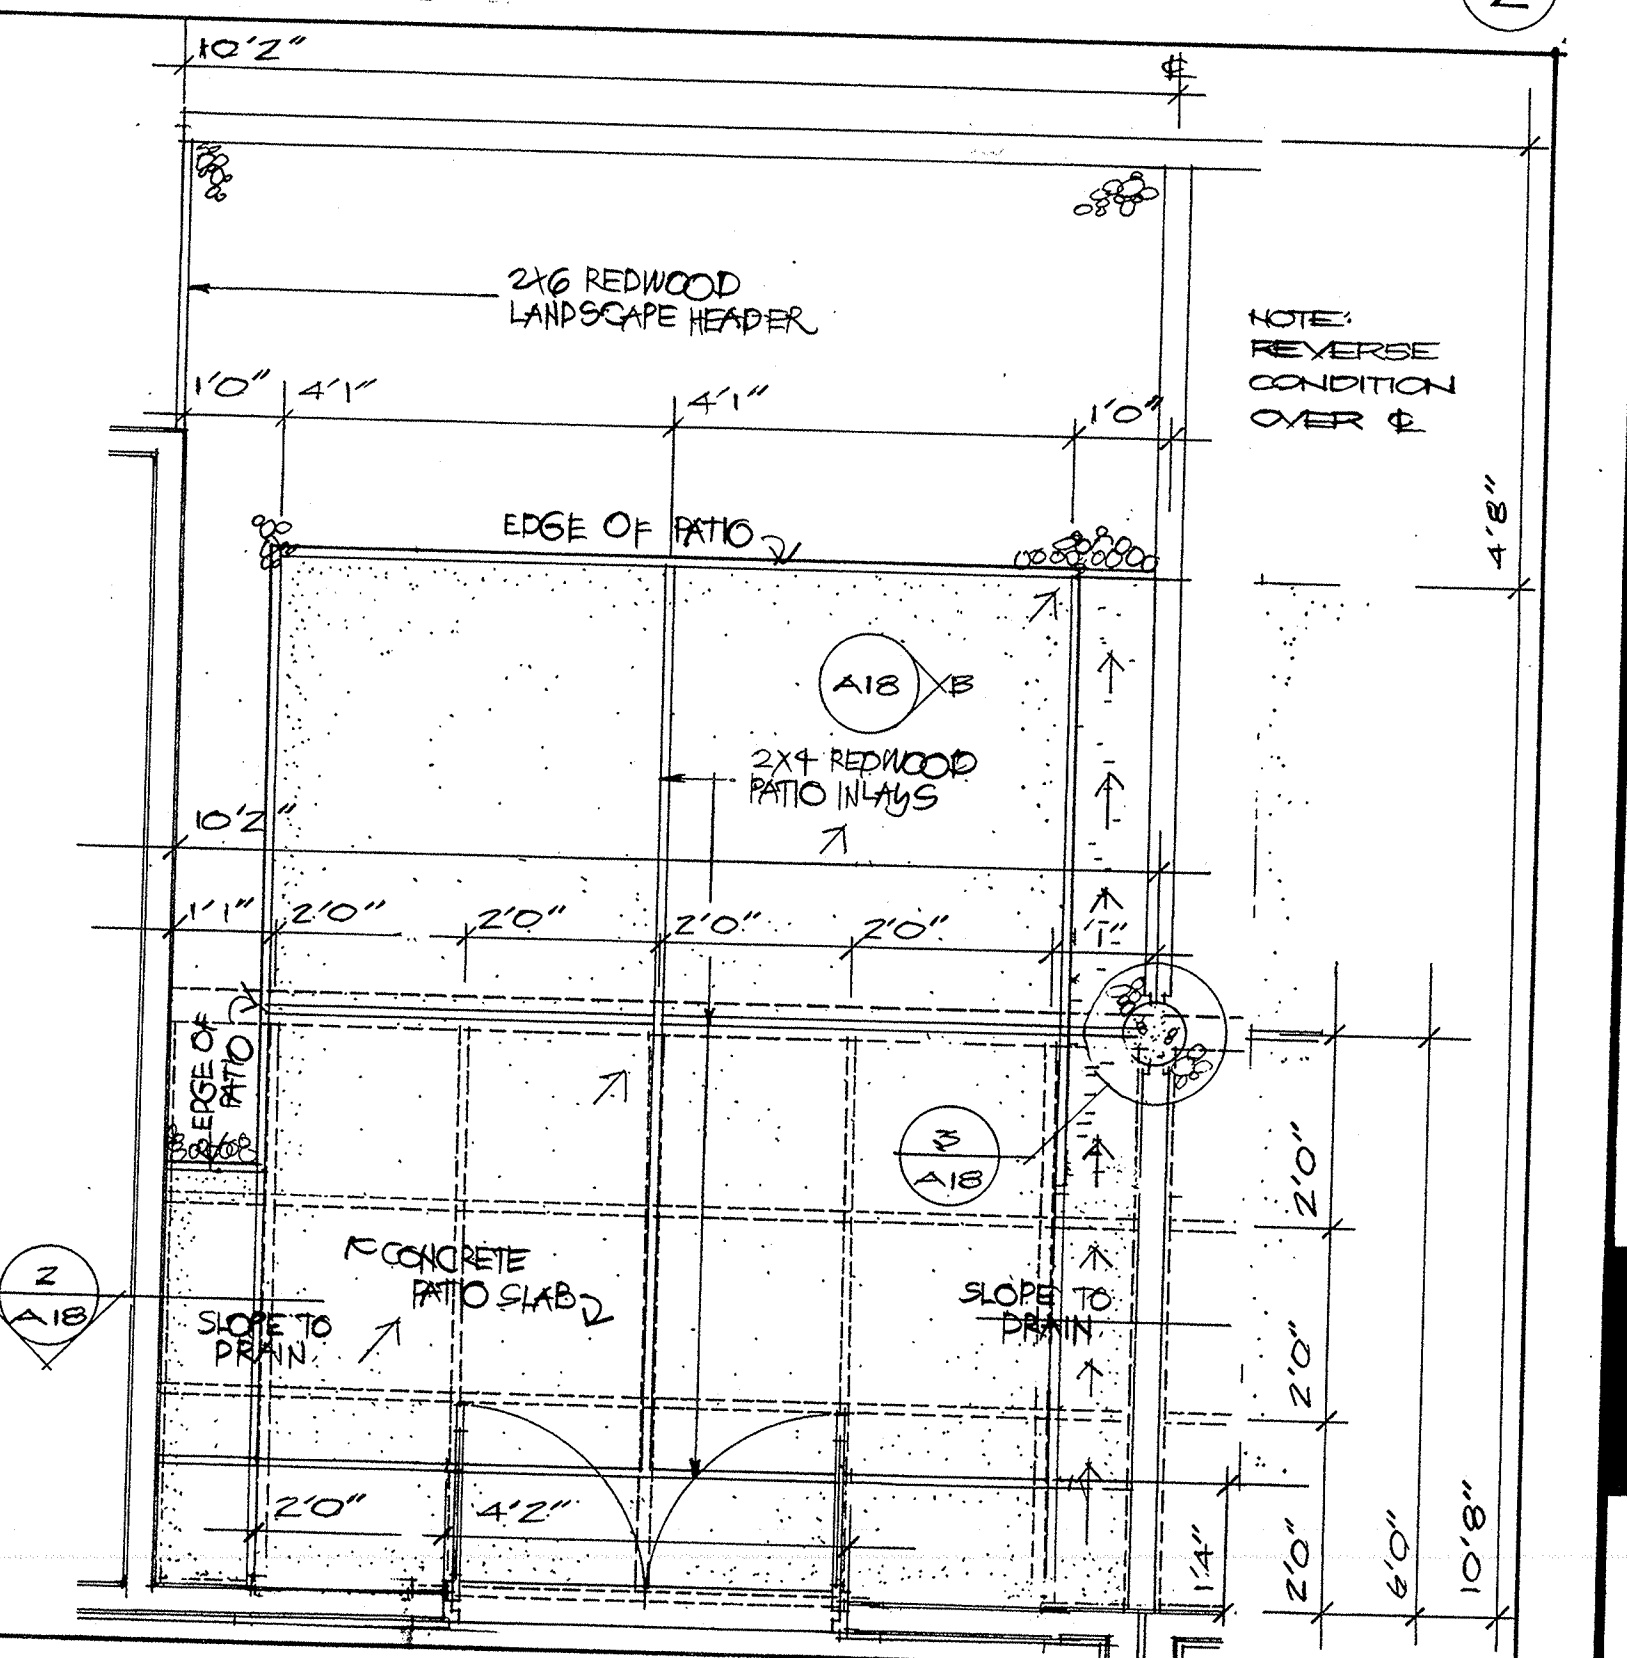 10'2" ℄
2X6 REDWOOD
LANDSCAPE HEADER
NOTE:
REVERSE
CONDITION
OVER ℄
1'0" 4'1" 4'1" 1'0"
4'8"
EDGE OF PATIO
A18 B
2X4 REDWOOD
PATIO INLAYS
10'2"
1'1" 2'0" 2'0" 2'0" 2'0"
EDGE OF
PATIO
3
A18
2'0"
CONCRETE
PATIO SLAB
2
A18
SLOPE TO
DRAIN
SLOPE TO
DRAIN
2'0"
2'0" 4'2"
1'4" 2'0" 6'0" 10'8"